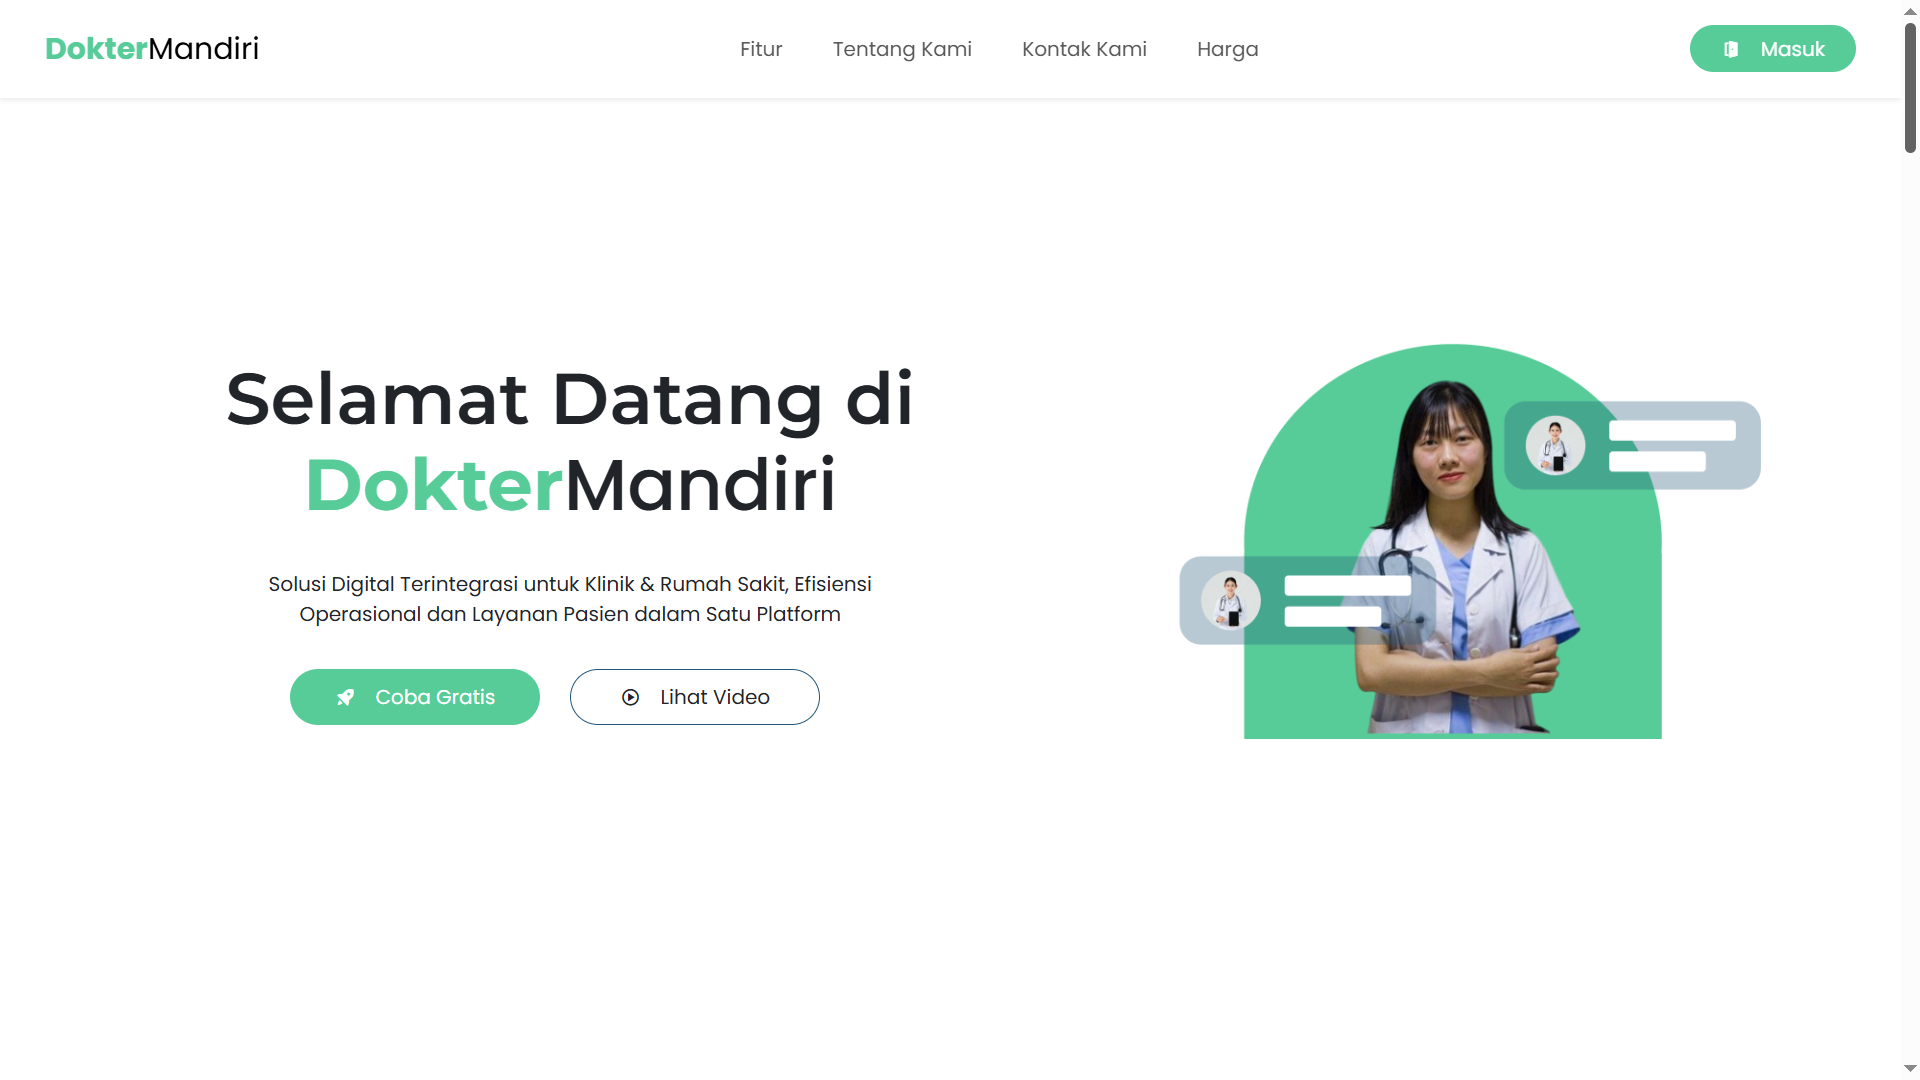 DokterMandiri
Fitur
Tentang Kami
Kontak Kami
Harga
Masuk
Selamat Datang di
DokterMandiri
Solusi Digital Terintegrasi untuk Klinik & Rumah Sakit, Efisiensi
Operasional dan Layanan Pasien dalam Satu Platform
Coba Gratis
Lihat Video